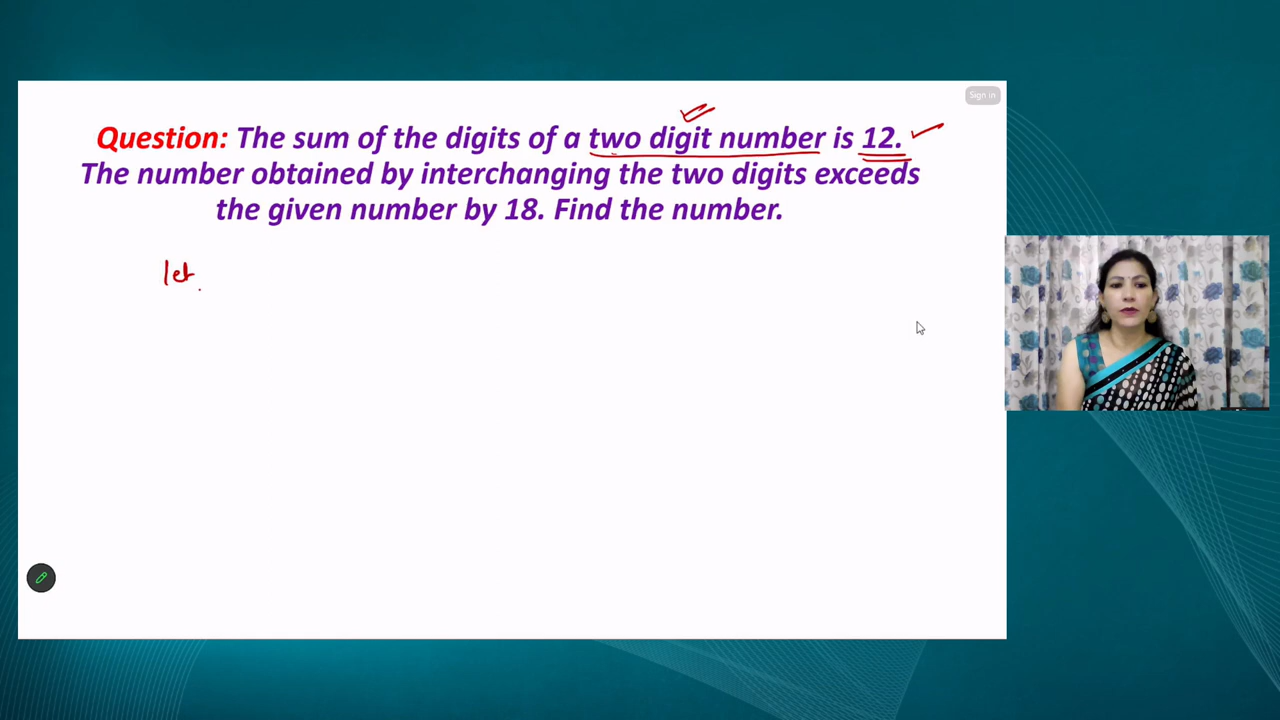 Sign in
Question: The sum of the digits of a two digit number is 12.
The number obtained by interchanging the two digits exceeds
the given number by 18. Find the number.
let